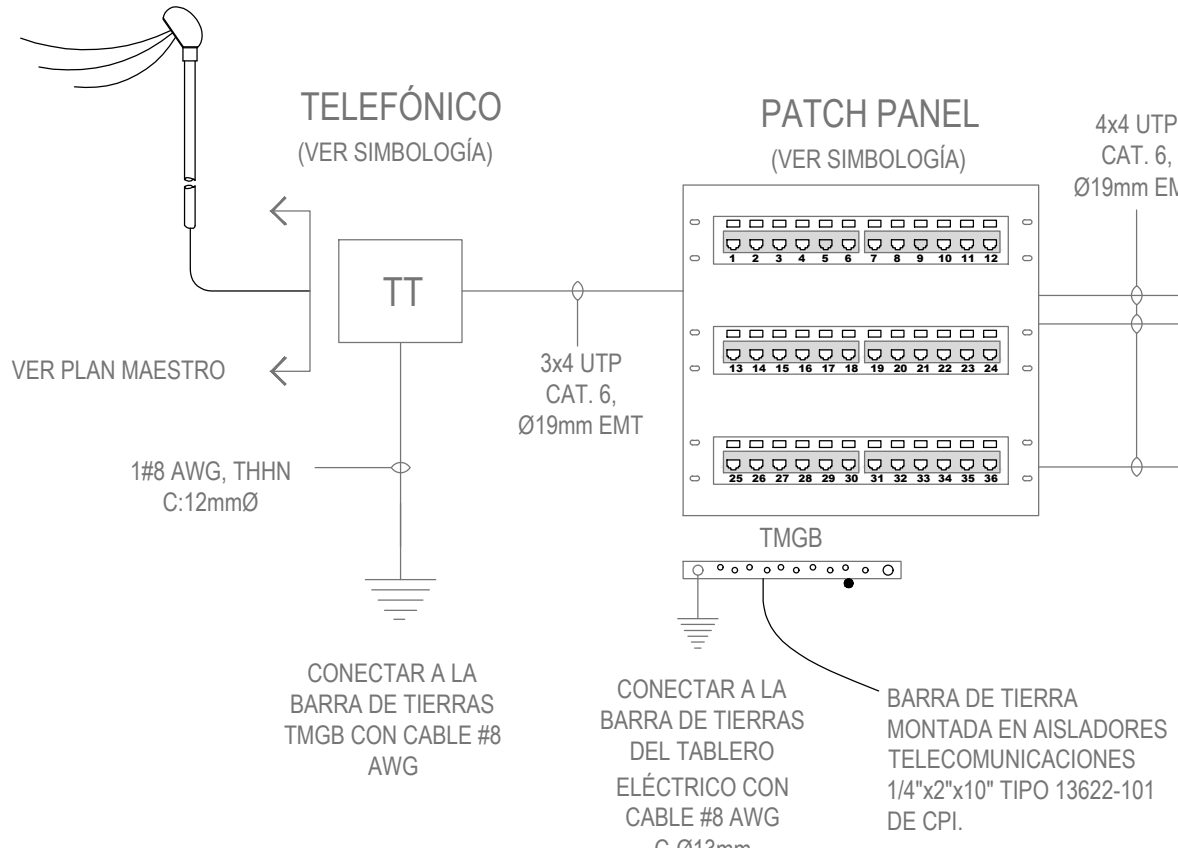 TELEFÓNICO
(VER SIMBOLOGÍA)
PATCH PANEL
(VER SIMBOLOGÍA)
4x4 UTP
CAT. 6,
Ø19mm
1 2 3 4 5 6 7 8 9 10 11 12
TT
VER PLAN MAESTRO
3x4 UTP
CAT. 6,
Ø19mm EMT
13 14 15 16 17 18 19 20 21 22 23 24
1#8 AWG, THHN
C:12mmØ
25 26 27 28 29 30 31 32 33 34 35 36
TMGB
CONECTAR A LA
BARRA DE TIERRAS
TMGB CON CABLE #8
AWG
CONECTAR A LA
BARRA DE TIERRAS
DEL TABLERO
ELÉCTRICO CON
CABLE #8 AWG
C-Ø13mm
BARRA DE TIERRA
MONTADA EN AISLADORES
TELECOMUNICACIONES
1/4"x2"x10" TIPO 13622-101
DE CPI.